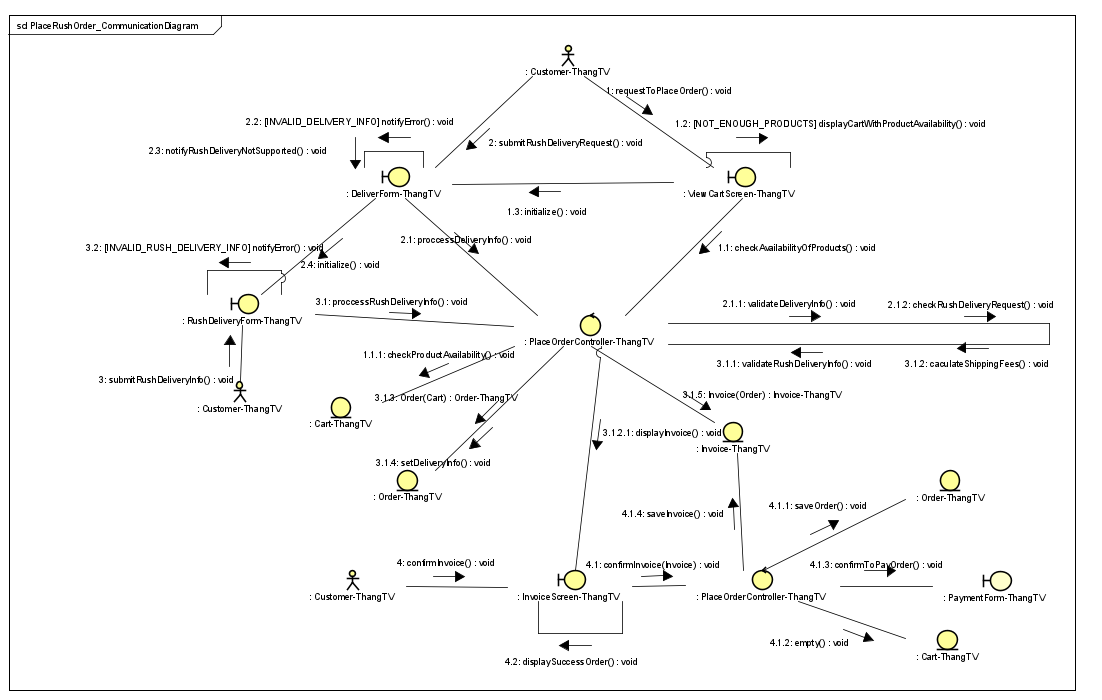 sd PlaceRushOrder_CommunicationDiagram
: Customer-ThangTV
1: requestToPlaceOrder() : void
2.2: [INVALID_DELIVERY_INFO] notifyError() : void
1.2: [NOT_ENOUGH_PRODUCTS] displayCartWithProductAvailability() : void
2: submitRushDeliveryRequest() : void
2.3: notifyRushDeliveryNotSupported() : void
: DeliverForm-ThangTV
: ViewCartScreen-ThangTV
1.3: initialize() : void
2.1: proccessDeliveryInfo() : void
3.2: [INVALID_RUSH_DELIVERY_INFO] notifyError() : void
1.1: checkAvailabilityOfProducts() : void
2.4: initialize() : void
3.1: proccessRushDeliveryInfo() : void
2.1.1: validateDeliveryInfo() : void
2.1.2: checkRushDeliveryRequest() : void
: RushDeliveryForm-ThangTV
: PlaceOrderController-ThangTV
1.1.1: checkProductAvailability() : void
3.1.1: validateRushDeliveryInfo() : void
3.1.2: caculateShippingFees() : void
3: submitRushDeliveryInfo() : void
3.1.3: Order(Cart) : Order-ThangTV
3.1.5: Invoice(Order) : Invoice-ThangTV
: Customer-ThangTV
: Cart-ThangTV
3.1.2.1: displayInvoice() : void
: Invoice-ThangTV
3.1.4: setDeliveryInfo() : void
: Order-ThangTV
: Order-ThangTV
4.1.1: saveOrder() : void
4.1.4: saveInvoice() : void
4: confirmInvoice() : void
4.1: confirmInvoice(Invoice) : void
4.1.3: confirmToPayOrder() : void
: Customer-ThangTV
: InvoiceScreen-ThangTV
: PlaceOrderController-ThangTV
: PaymentForm-ThangTV
4.1.2: empty() : void
: Cart-ThangTV
4.2: displaySuccessOrder() : void